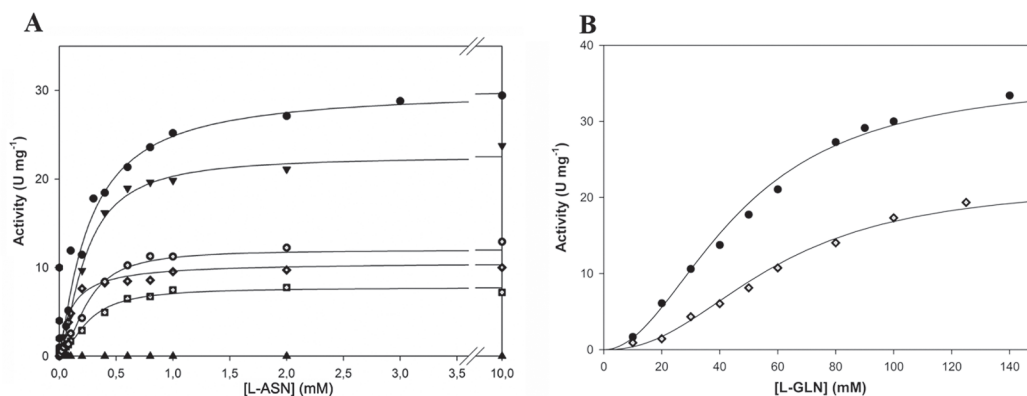 A
Activity (U mg⁻¹)
30
20
10
0
0,0 0,5 1,0 1,5 2,0 2,5 3,0 3,5 10,0
[L-ASN] (mM)
B
Activity (U mg⁻¹)
40
30
20
10
0
0 20 40 60 80 100 120 140
[L-GLN] (mM)